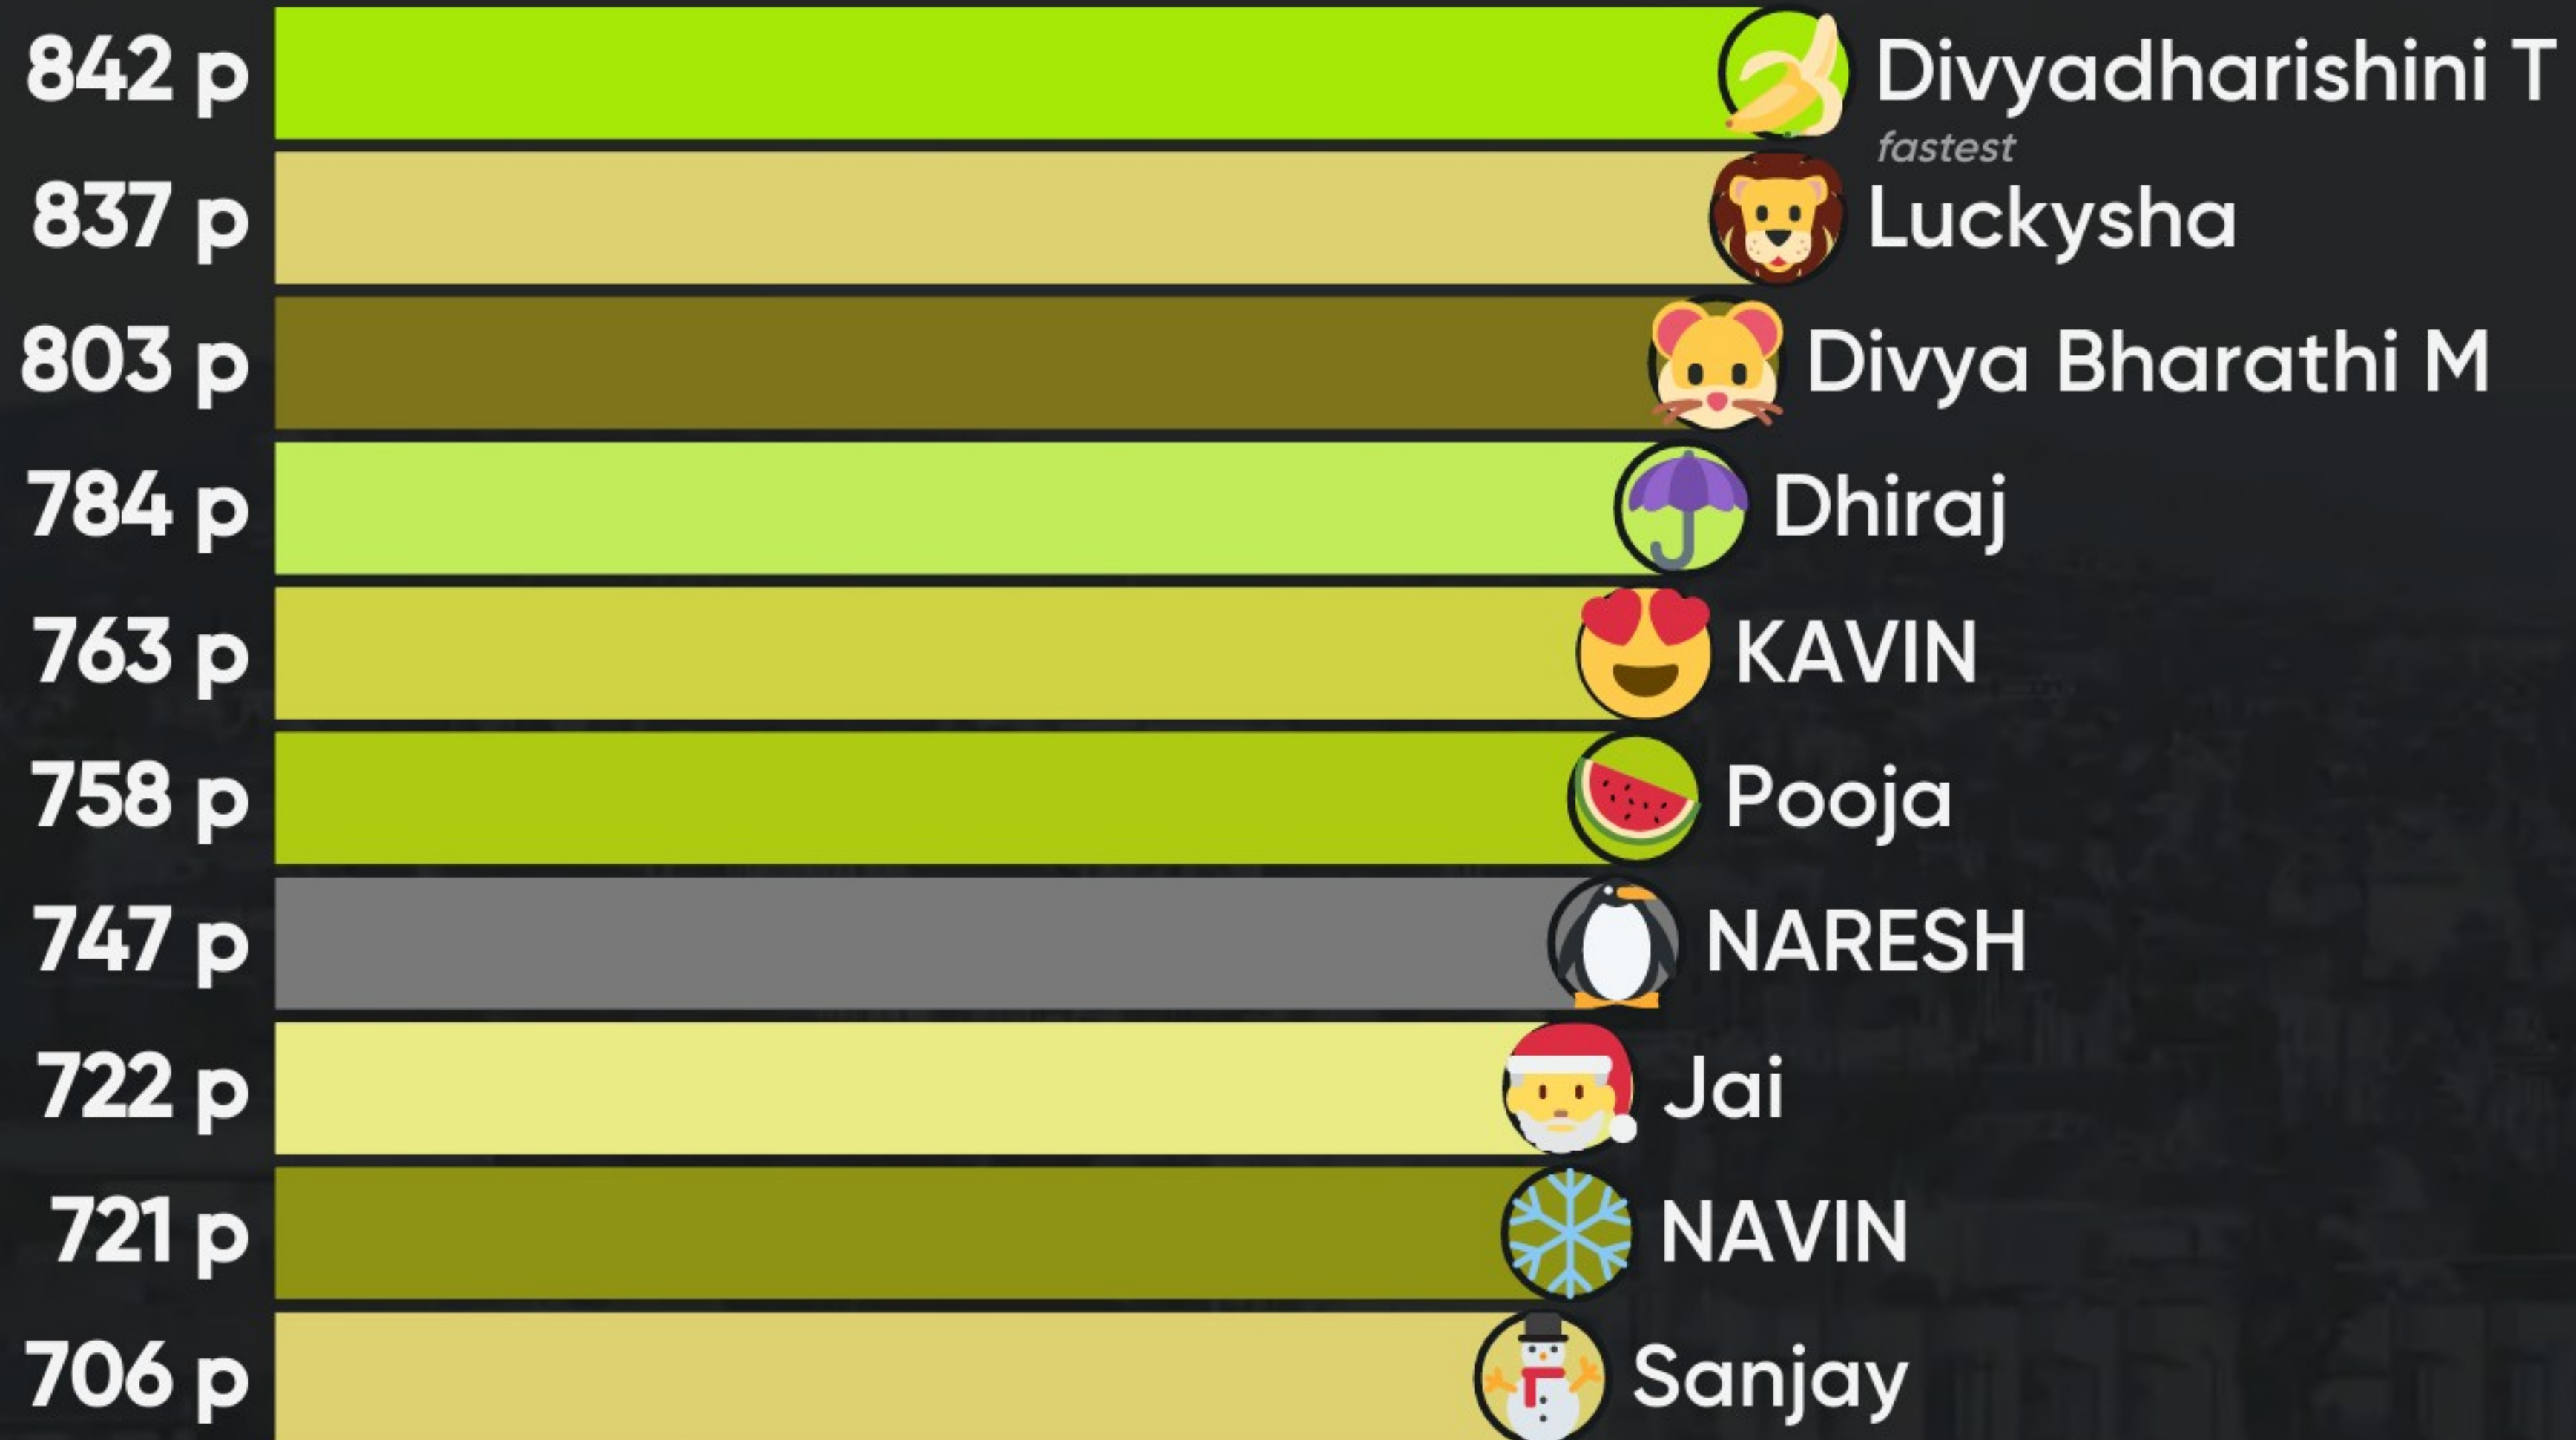 842 p Divyadharishini T
fastest
837 p Luckysha
803 p Divya Bharathi M
784 p Dhiraj
763 p KAVIN
758 p Pooja
747 p NARESH
722 p Jai
721 p NAVIN
706 p Sanjay